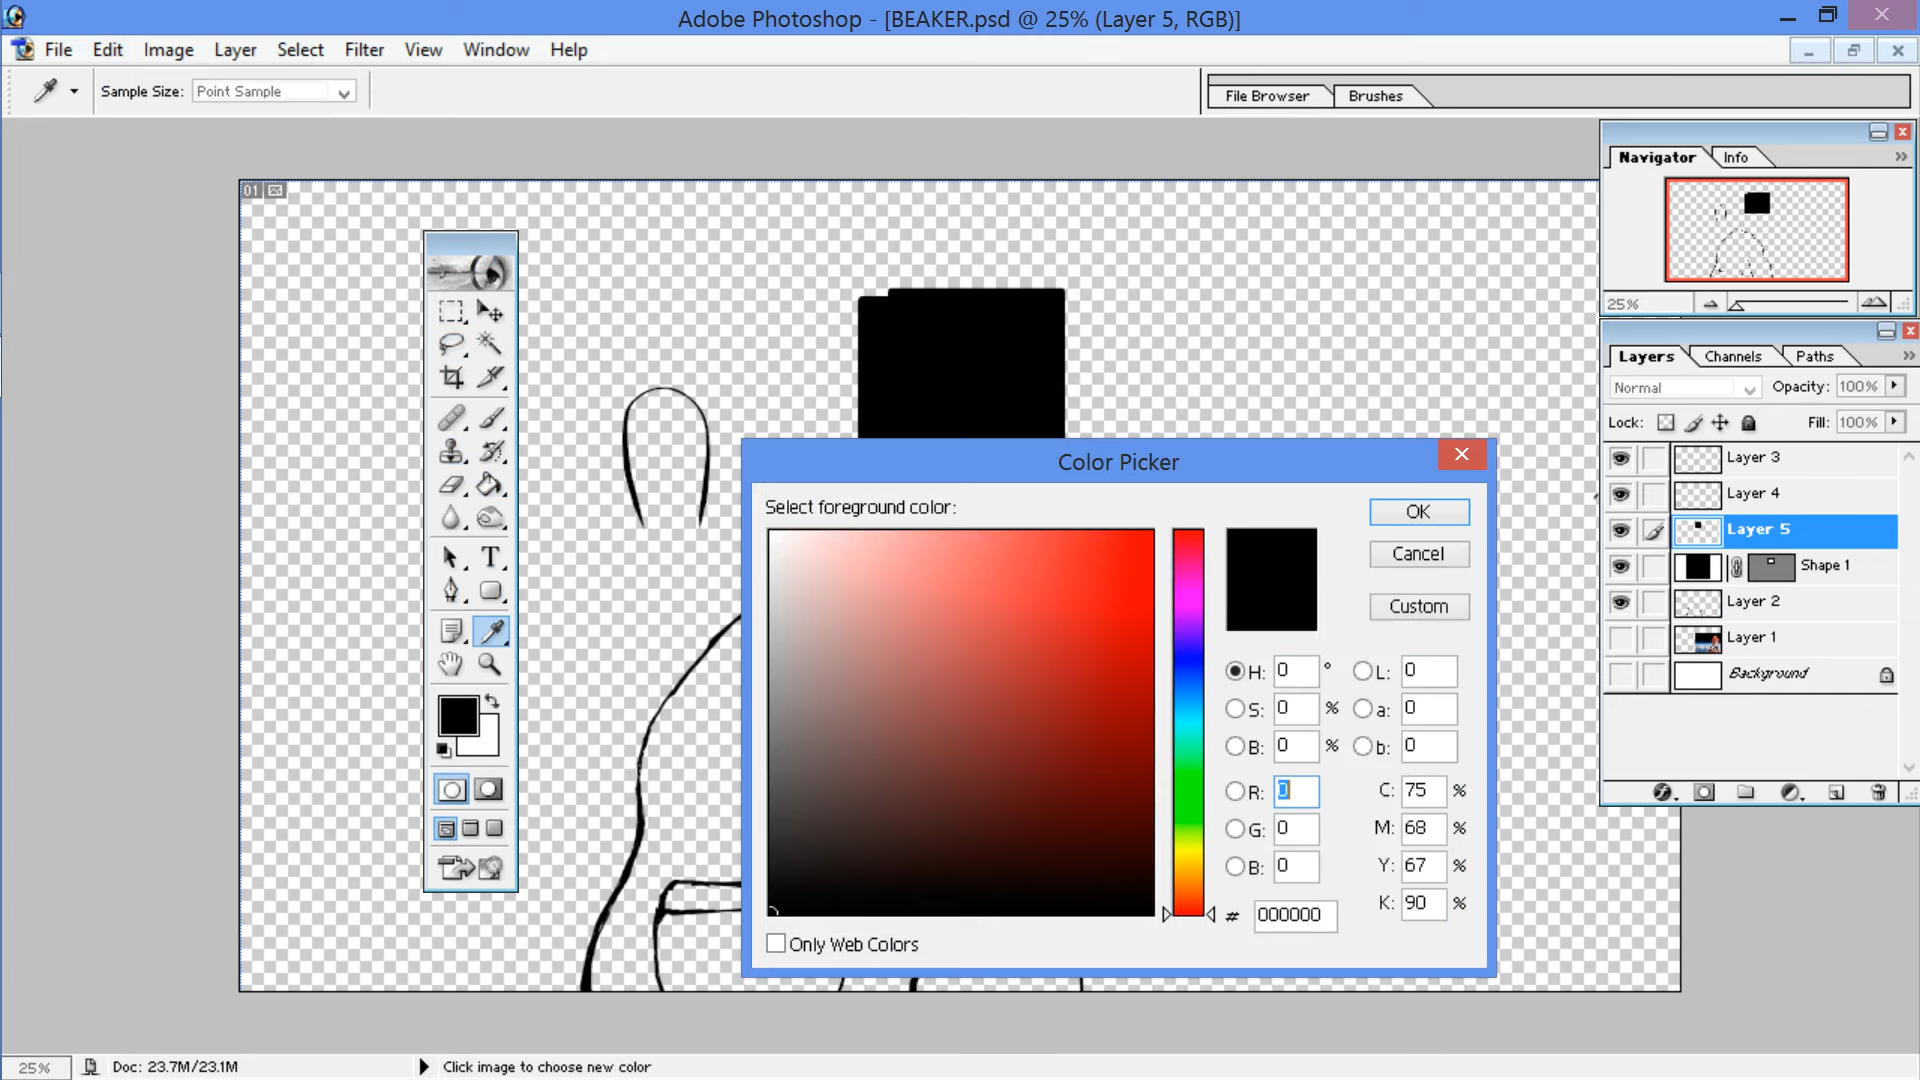 Adobe Photoshop - [BEAKER.psd @ 25% (Layer 5, RGB)]
File Edit Image Layer Select Filter View Window Help
Sample Size: Point Sample
File Browser Brushes
01
Navigator Info
25%
Layers Channels Paths
Normal Opacity: 100%
Lock: Fill: 100%
Layer 3
Layer 4
Layer 5
Shape 1
Layer 2
Layer 1
Background
T
Color Picker
Select foreground color:
OK
Cancel
Custom
H: 0 ° L: 0
S: 0 % a: 0
B: 0 % b: 0
R: 0 C: 75 %
G: 0 M: 68 %
B: 0 Y: 67 %
K: 90 %
# 000000
Only Web Colors
25% Doc: 23.7M/23.1M Click image to choose new color